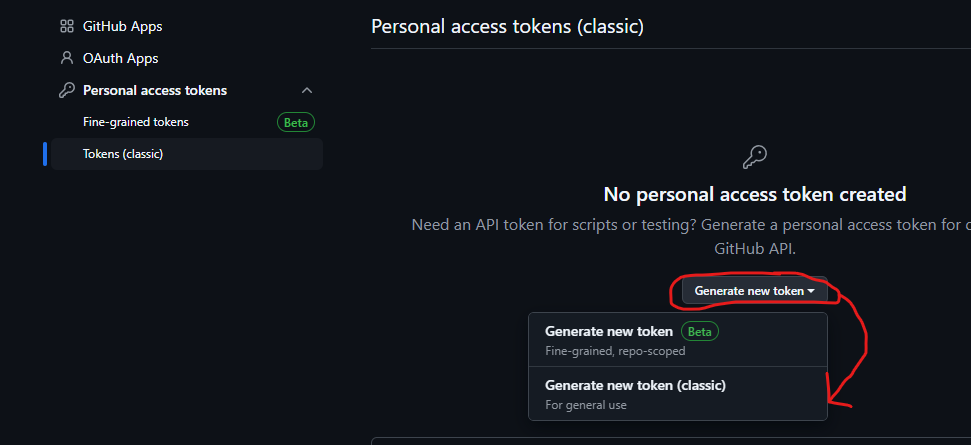 GitHub Apps
OAuth Apps
Personal access tokens
Fine-grained tokens Beta
Tokens (classic)
Personal access tokens (classic)
No personal access token created
Need an API token for scripts or testing? Generate a personal access token for
GitHub API.
Generate new token
Generate new token Beta
Fine-grained, repo-scoped
Generate new token (classic)
For general use